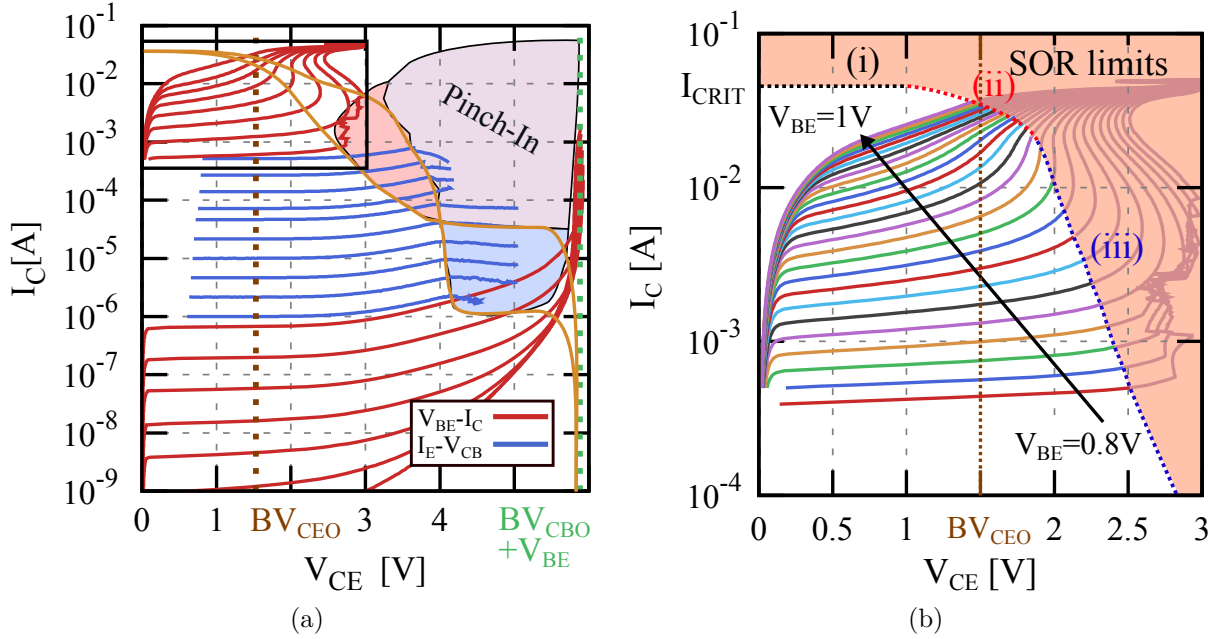 10⁻¹
10⁻²
10⁻³
10⁻⁴
10⁻⁵
10⁻⁶
10⁻⁷
10⁻⁸
10⁻⁹
I_C[A]
Pinch-In
V_BE-I_C
I_E-V_CB
0
BV_CEO
3
4
BV_CBO
+V_BE
V_CE [V]
(a)
10⁻¹
I_CRIT
10⁻²
10⁻³
10⁻⁴
I_C [A]
(i)
(ii)
SOR limits
V_BE=1V
(iii)
V_BE=0.8V
0
0.5
1
BV_CEO
2
2.5
3
V_CE [V]
(b)